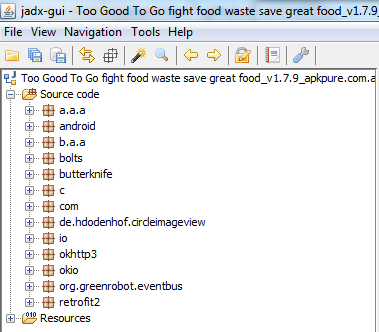 jadx-gui - Too Good To Go fight food waste save great food_v1.7.9
File View Navigation Tools Help
Too Good To Go fight food waste save great food_v1.7.9_apkpure.com.a
Source code
a.a.a
android
b.a.a
bolts
butterknife
c
com
de.hdodenhof.circleimageview
io
okhttp3
okio
org.greenrobot.eventbus
retrofit2
Resources